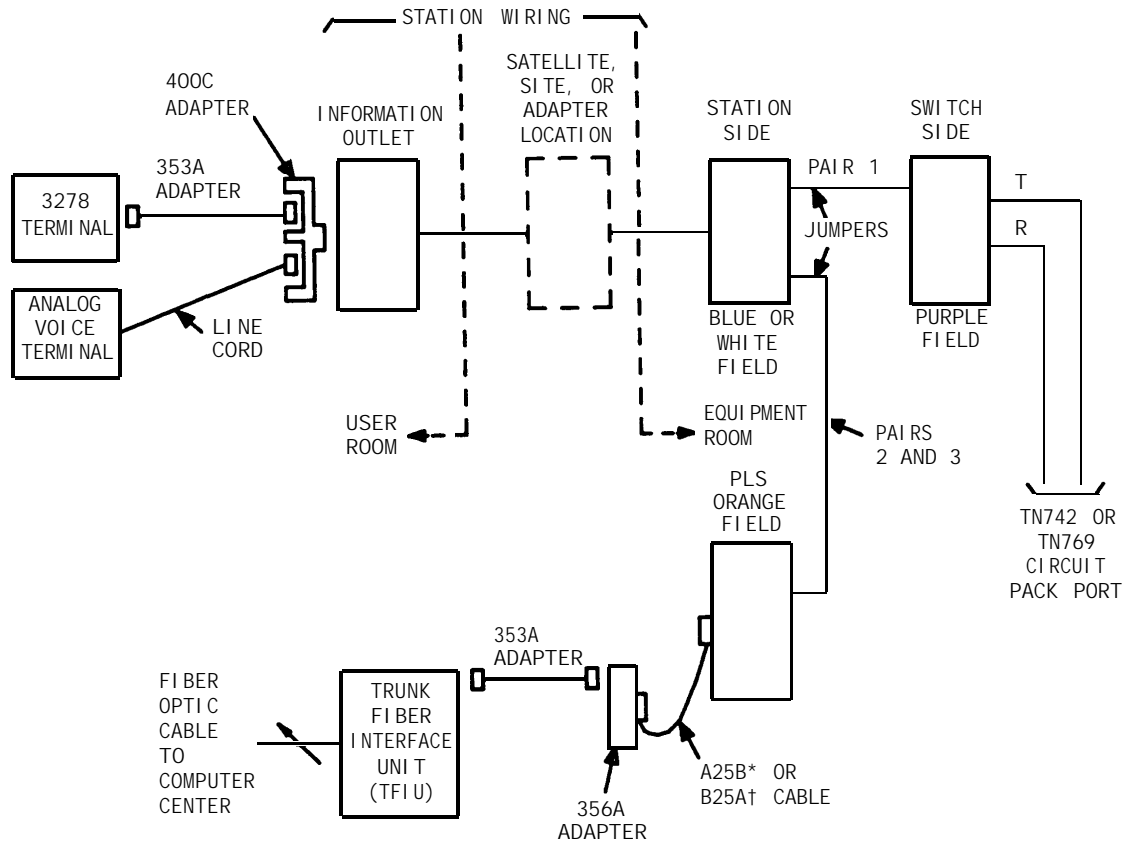 STATION WIRING
400C
ADAPTER
INFORMATION
OUTLET
SATELLITE,
SITE, OR
ADAPTER
LOCATION
STATION
SIDE
SWITCH
SIDE
353A
ADAPTER
3278
TERMINAL
PAIR 1
T
JUMPERS
R
ANALOG
VOICE
TERMINAL
LINE
CORD
BLUE OR
WHITE
FIELD
PURPLE
FIELD
USER
ROOM
EQUIPMENT
ROOM
PAIRS
2 AND 3
PLS
ORANGE
FIELD
TN742 OR
TN769
CIRCUIT
PACK PORT
353A
ADAPTER
FIBER
OPTIC
CABLE
TO
COMPUTER
CENTER
TRUNK
FIBER
INTERFACE
UNIT
(TFIU)
A25B* OR
B25A† CABLE
356A
ADAPTER